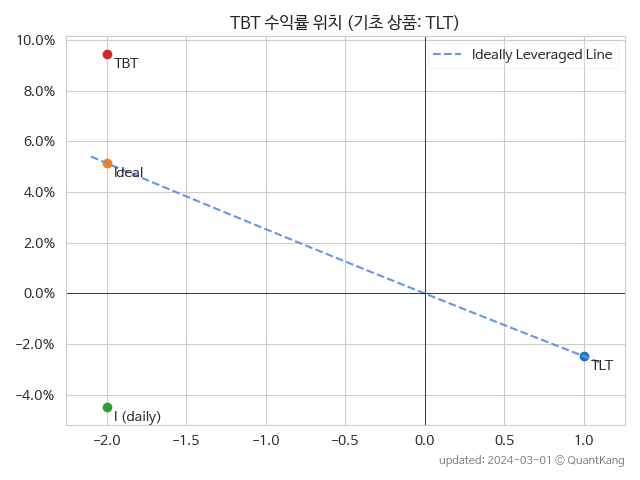 TBT 수익률 위치 (기초 상품: TLT)
10.0%
8.0%
6.0%
4.0%
2.0%
0.0%
−2.0%
−4.0%
Ideally Leveraged Line
TBT
Ideal
TLT
I (daily)
−2.0
−1.5
−1.0
−0.5
0.0
0.5
1.0
updated: 2024-03-01 © QuantKang